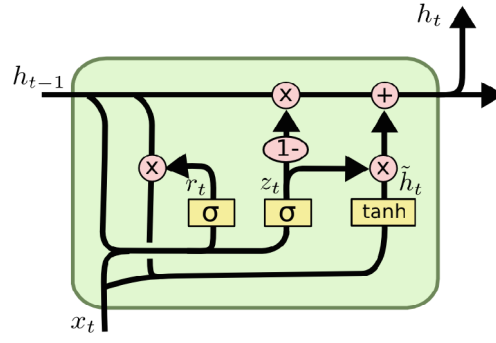 h_t
h_{t-1}
x +
1-
x r_t z_t x h̃_t
σ σ tanh
x_t